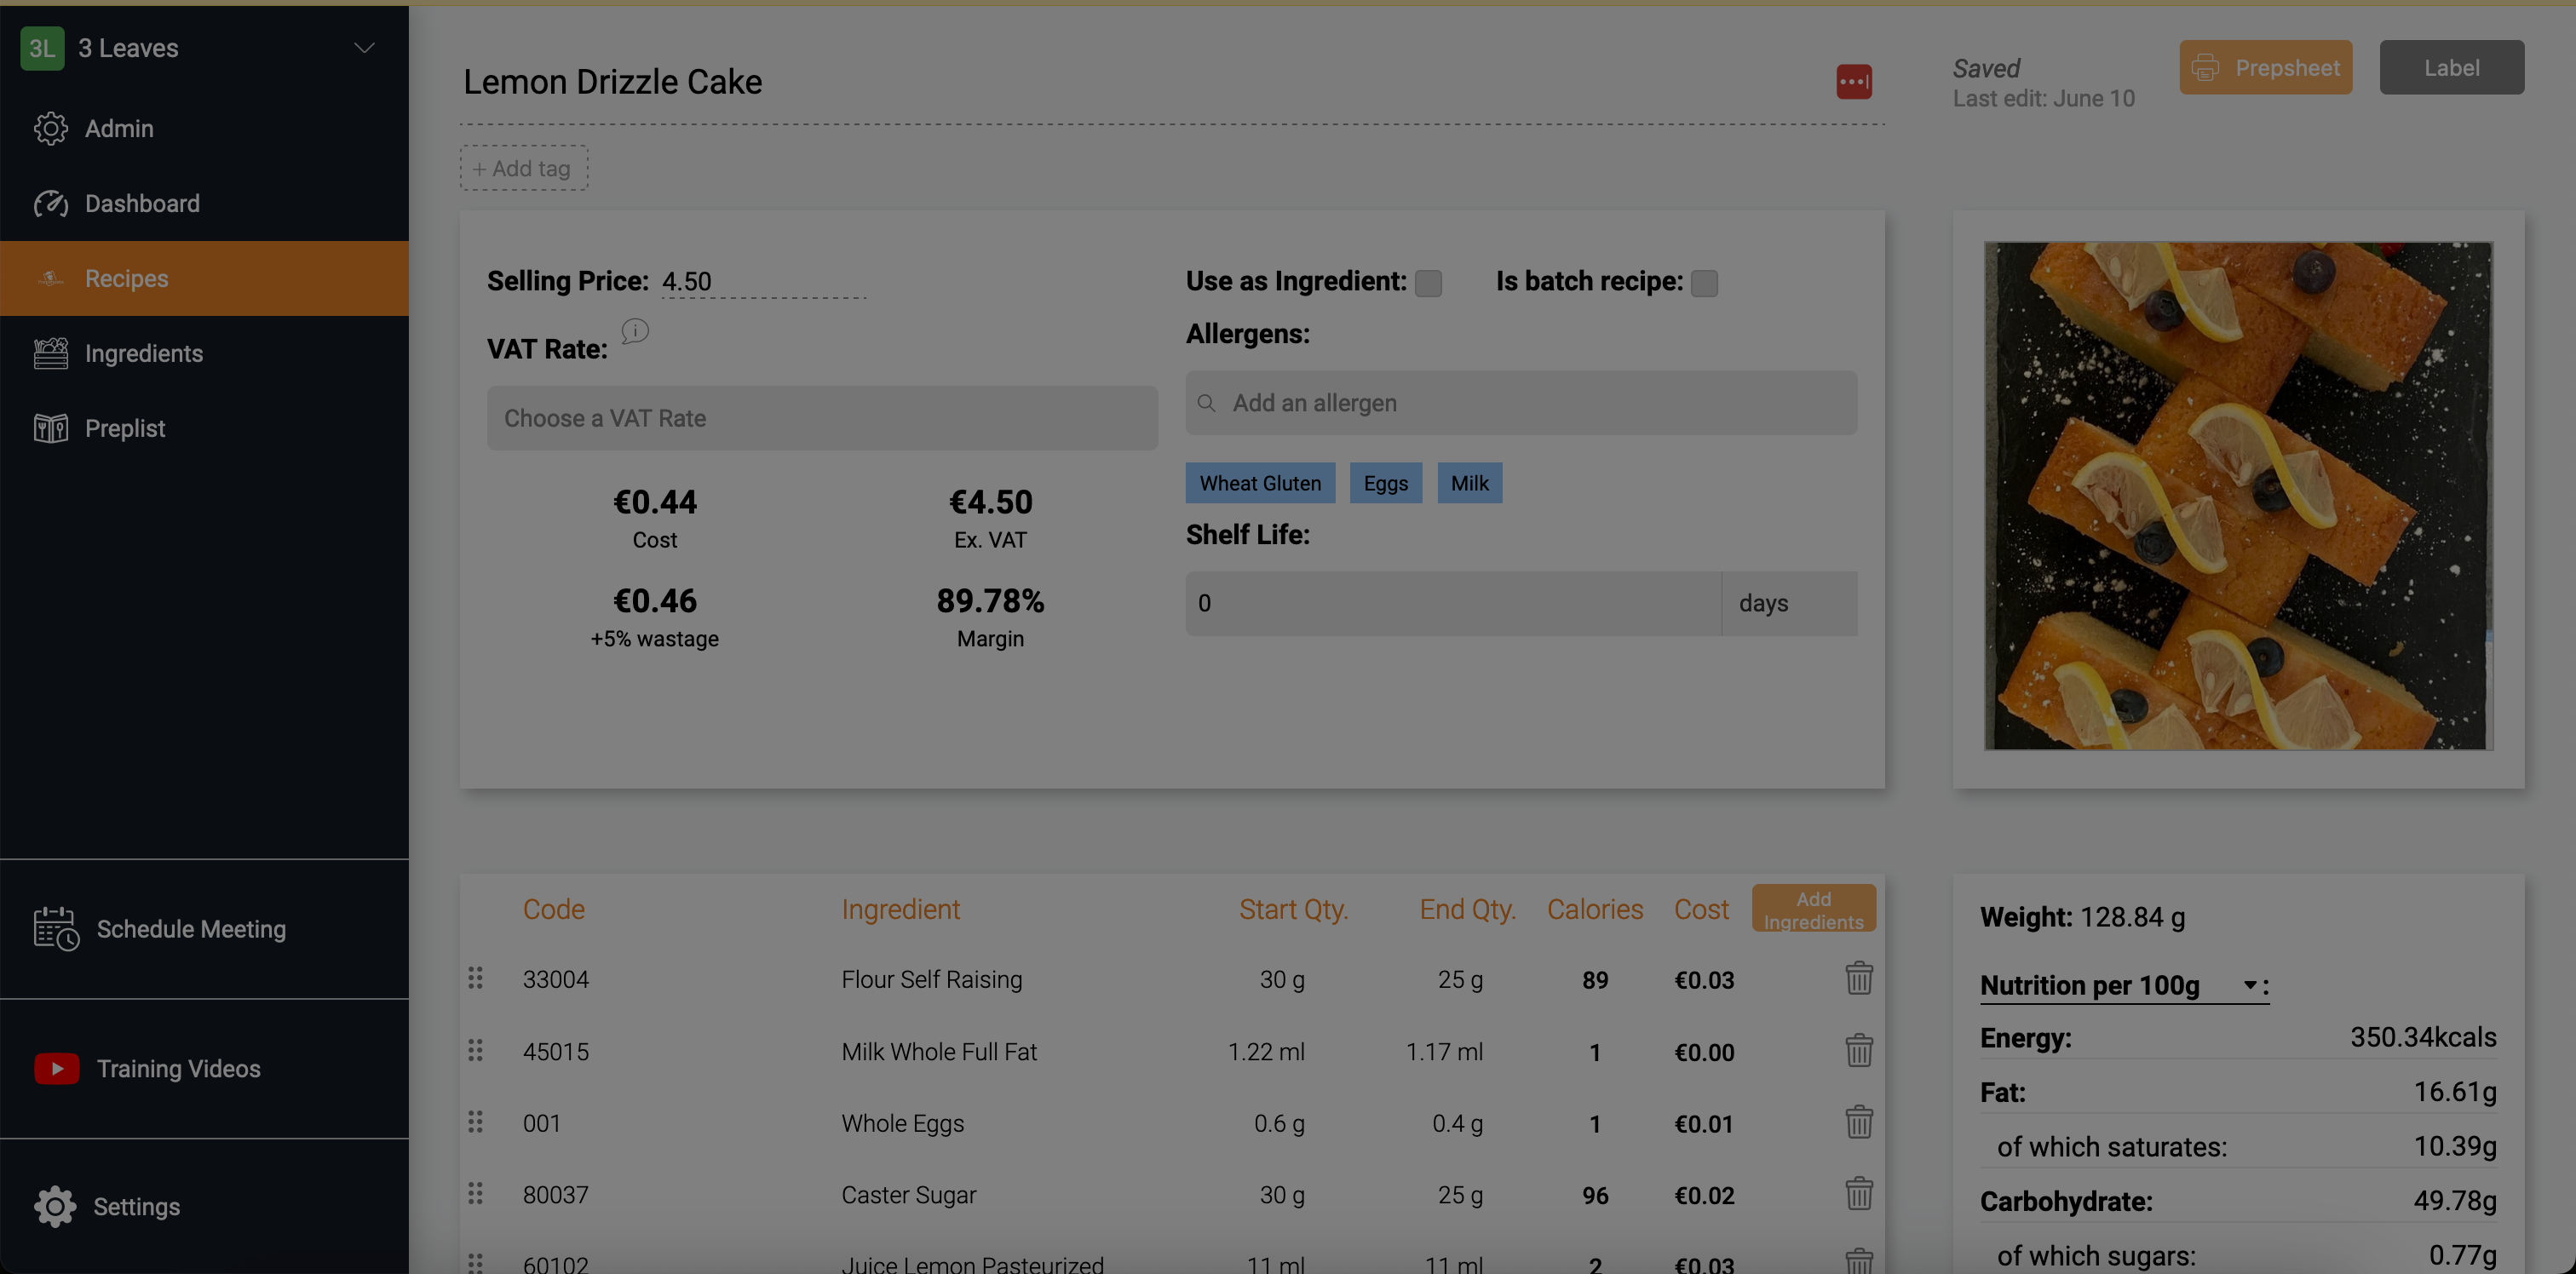 3L 3 Leaves
Admin
Dashboard
Recipes
Ingredients
Preplist
Schedule Meeting
Training Videos
Settings
Lemon Drizzle Cake
Saved
Last edit: June 10
Prepsheet
Label
+ Add tag
Selling Price: 4.50
VAT Rate:
Choose a VAT Rate
€0.44
Cost
€4.50
Ex. VAT
€0.46
+5% wastage
89.78%
Margin
Use as Ingredient:
Is batch recipe:
Allergens:
Add an allergen
Wheat Gluten Eggs Milk
Shelf Life:
0 days
Code Ingredient Start Qty. End Qty. Calories Cost
Add
Ingredients
33004 Flour Self Raising 30 g 25 g 89 €0.03
45015 Milk Whole Full Fat 1.22 ml 1.17 ml 1 €0.00
001 Whole Eggs 0.6 g 0.4 g 1 €0.01
80037 Caster Sugar 30 g 25 g 96 €0.02
60102 Juice Lemon Pasteurized 11 ml 11 ml 2 €0.03
Weight: 128.84 g
Nutrition per 100g :
Energy: 350.34kcals
Fat: 16.61g
of which saturates: 10.39g
Carbohydrate: 49.78g
of which sugars: 0.77g